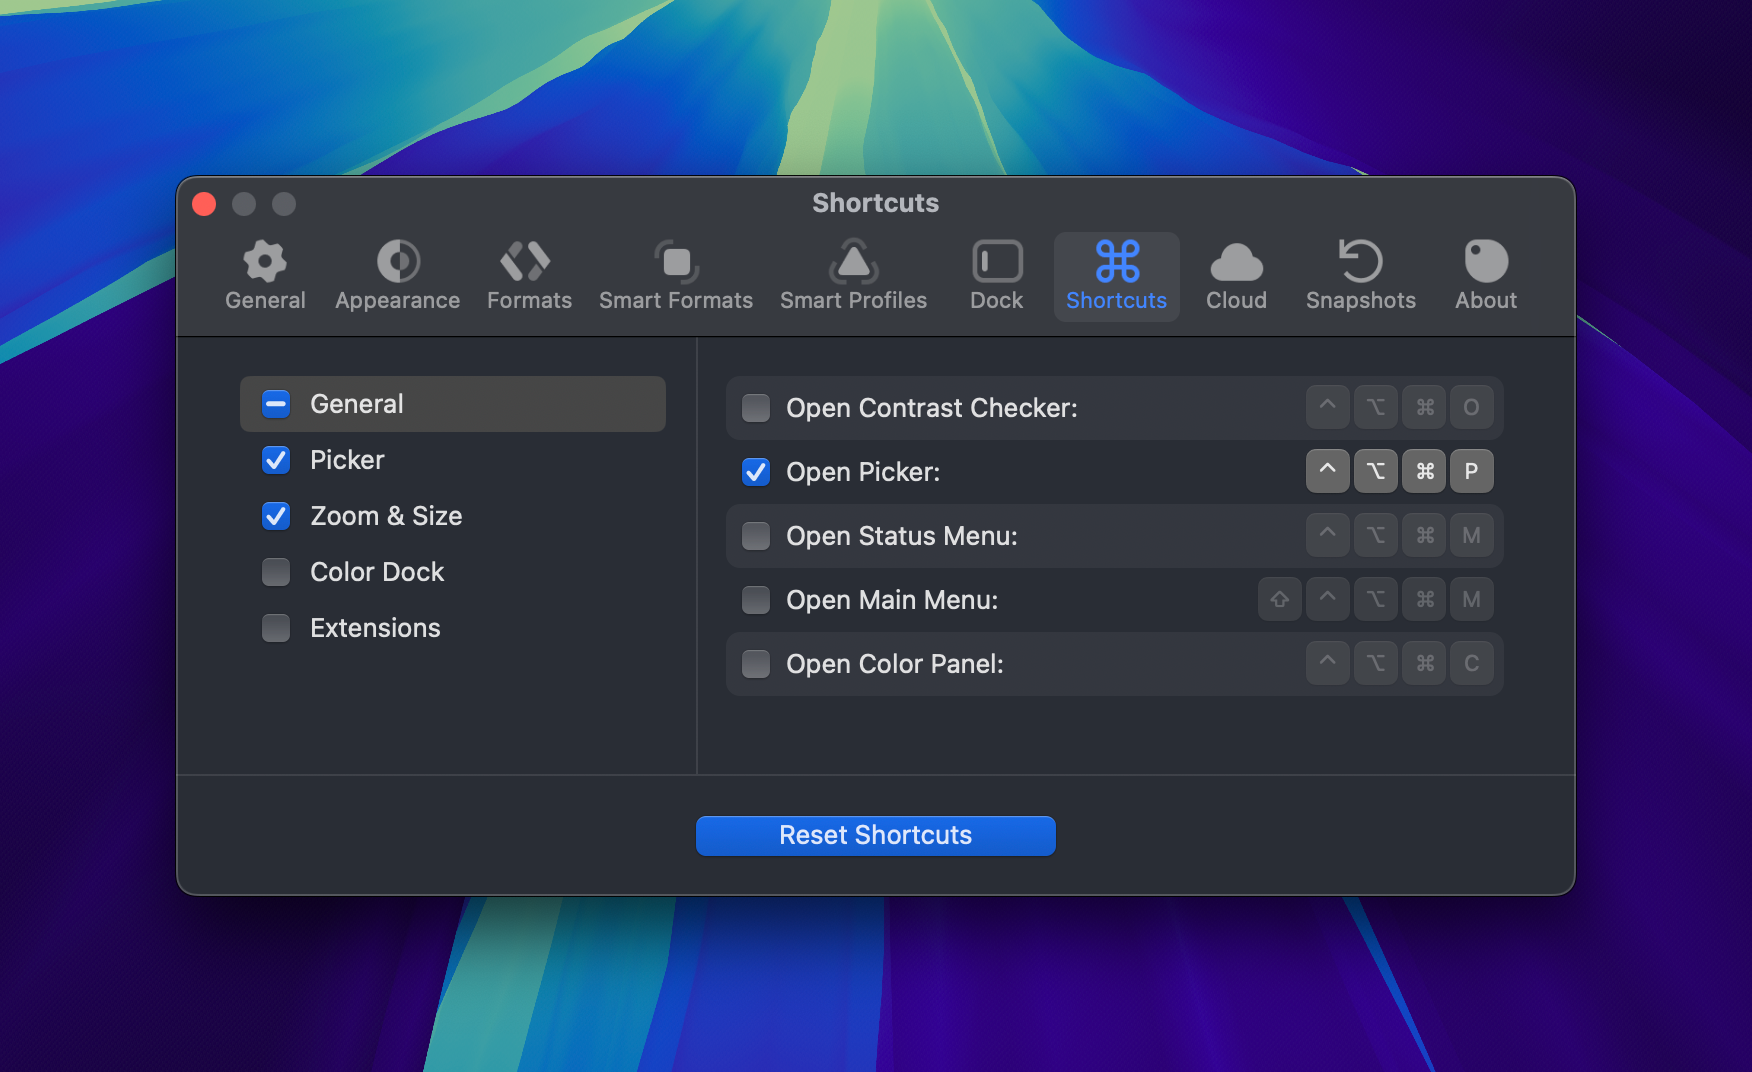 Shortcuts
General Appearance Formats Smart Formats Smart Profiles Dock Shortcuts Cloud Snapshots About
General
Picker
Zoom & Size
Color Dock
Extensions
Open Contrast Checker: ^ ⌥ ⌘ O
Open Picker: ^ ⌥ ⌘ P
Open Status Menu: ^ ⌥ ⌘ M
Open Main Menu: ⇧ ^ ⌥ ⌘ M
Open Color Panel: ^ ⌥ ⌘ C
Reset Shortcuts